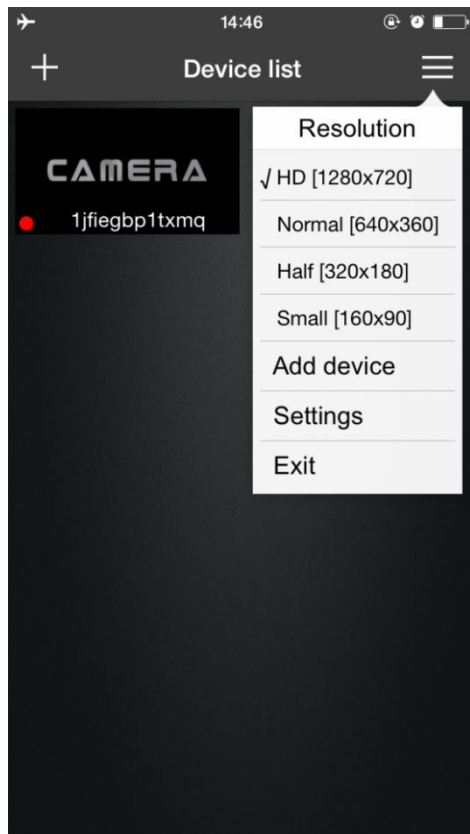 14:46
Device list
Resolution
CAMERA
√ HD [1280x720]
1jfiegbp1txmq
Normal [640x360]
Half [320x180]
Small [160x90]
Add device
Settings
Exit